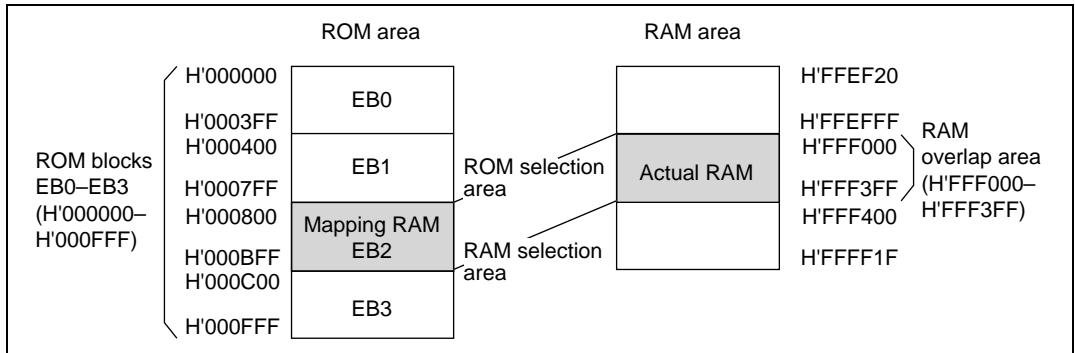 ROM area
RAM area
H'000000
EB0
H'0003FF
H'000400
EB1
H'0007FF
H'000800
Mapping RAM
EB2
H'000BFF
H'000C00
EB3
H'000FFF
ROM blocks
EB0–EB3
(H'000000–
H'000FFF)
ROM selection
area
RAM selection
area
Actual RAM
H'FFEF20
H'FFEFFF
H'FFF000
H'FFF3FF
H'FFF400
H'FFFF1F
RAM
overlap area
(H'FFF000–
H'FFF3FF)